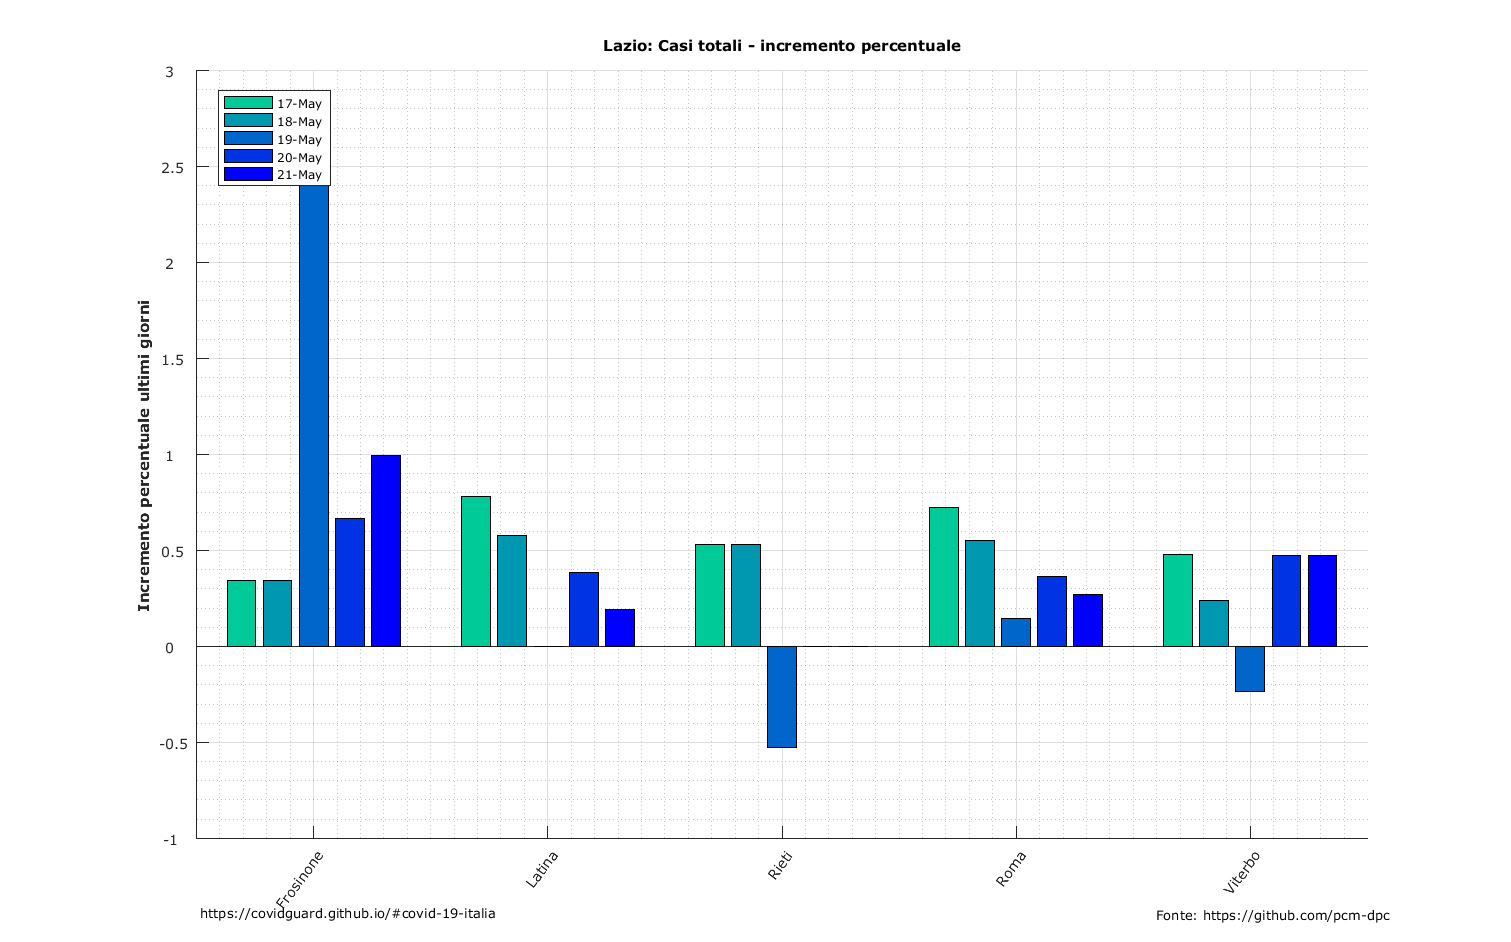 Lazio: Casi totali - incremento percentuale
Incremento percentuale ultimi giorni
3
2.5
2
1.5
1
0.5
0
-0.5
-1
17-May
18-May
19-May
20-May
21-May
Frosinone
Latina
Rieti
Roma
Viterbo
https://covidguard.github.io/#covid-19-italia
Fonte: https://github.com/pcm-dpc